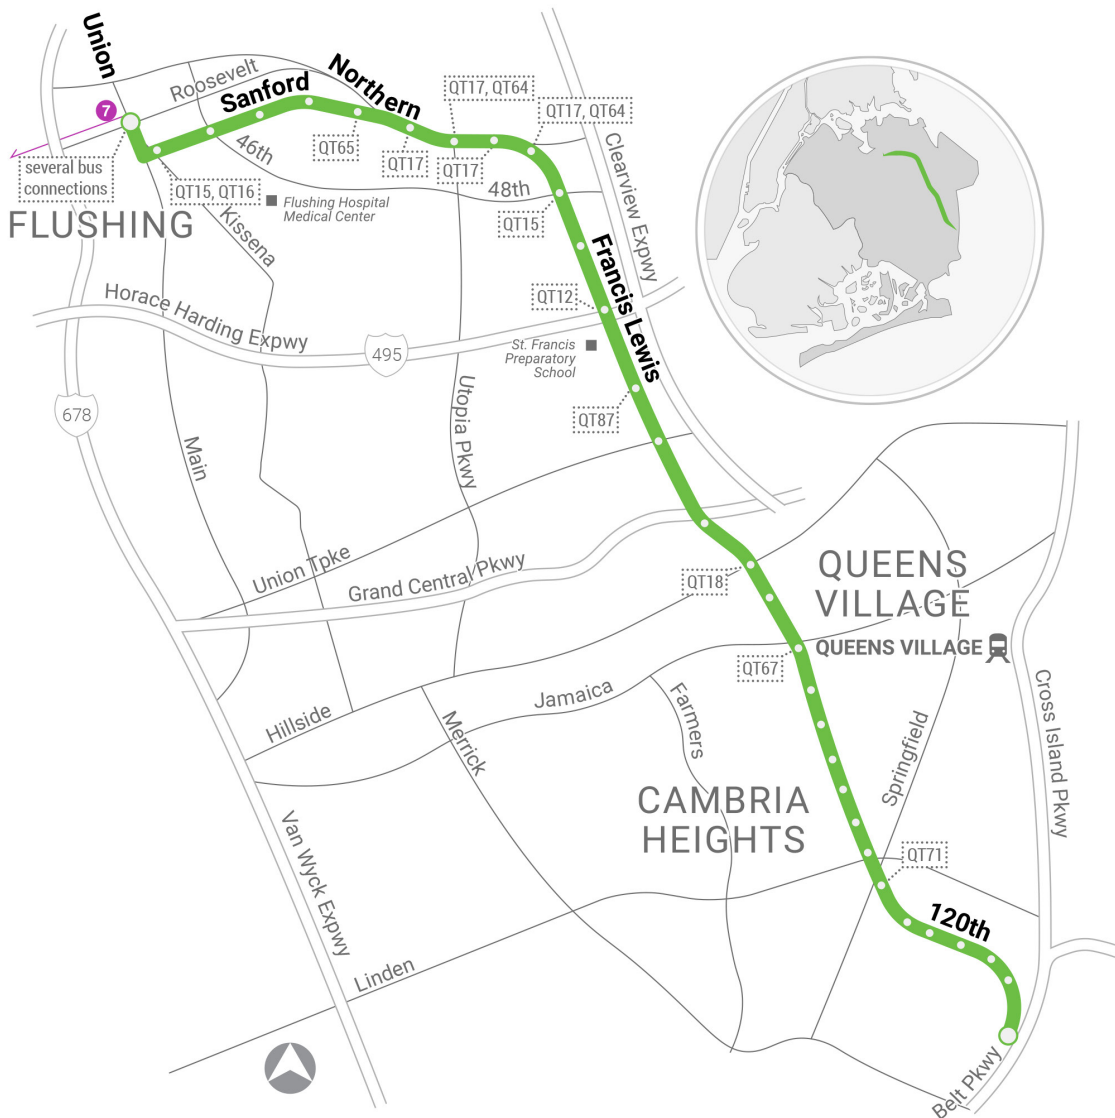 Union
Roosevelt
7
Sanford
Northern
QT17, QT64
QT17, QT64
46th
QT65
QT17
QT17
several bus
connections
QT15, QT16
Flushing Hospital
Medical Center
48th
Clearview Expwy
FLUSHING
Kissena
QT15
Francis Lewis
Horace Harding Expwy
QT12
495
St. Francis
Preparatory
School
678
Main
Utopia Pkwy
QT87
Union Tpke
Grand Central Pkwy
QT18
QUEENS
VILLAGE
QUEENS VILLAGE
QT67
Hillside
Jamaica
Farmers
Merrick
Springfield
Cross Island Pkwy
CAMBRIA
HEIGHTS
Van Wyck Expwy
QT71
120th
Linden
Belt Pkwy